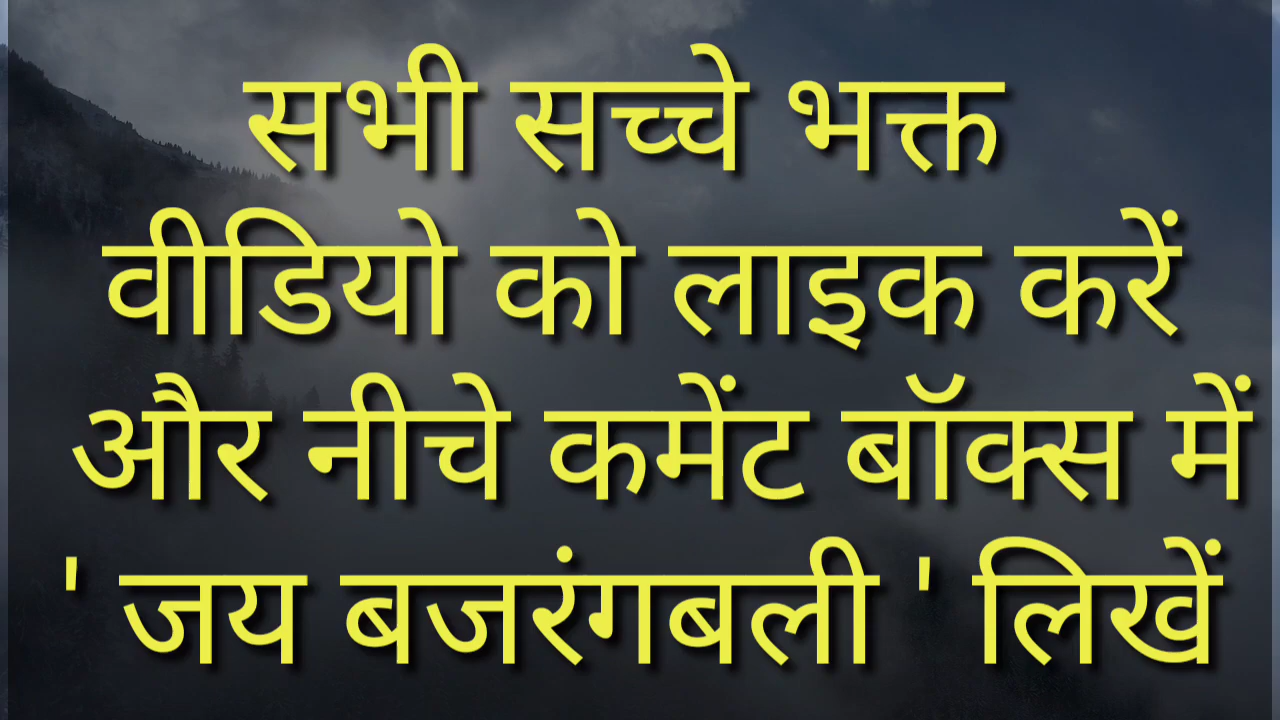 सभी सच्चे भक्त
वीडियो को लाइक करें
और नीचे कमेंट बॉक्स में
' जय बजरंगबली ' लिखें